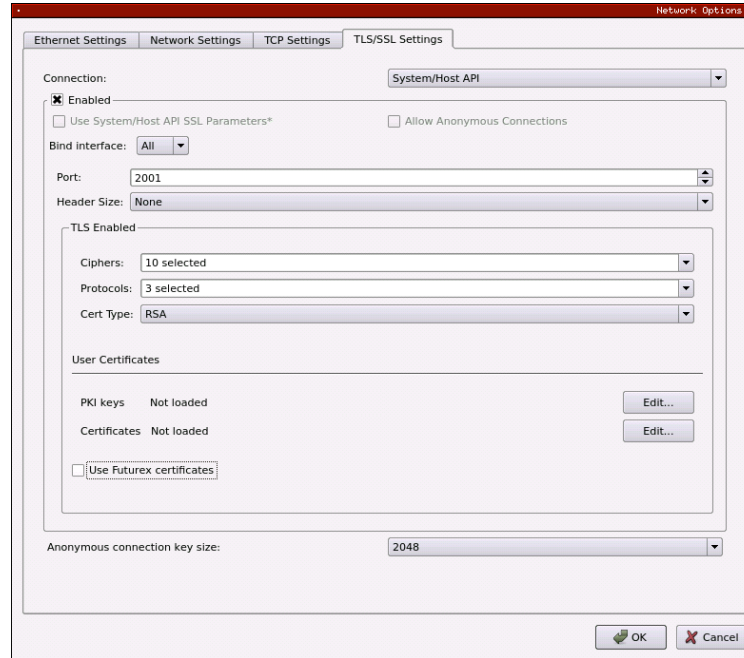 Network Options
Ethernet Settings Network Settings TCP Settings TLS/SSL Settings
Connection: System/Host API
Enabled
Use System/Host API SSL Parameters* Allow Anonymous Connections
Bind interface: All
Port: 2001
Header Size: None
TLS Enabled
Ciphers: 10 selected
Protocols: 3 selected
Cert Type: RSA
User Certificates
PKI keys Not loaded Edit...
Certificates Not loaded Edit...
Use Futurex certificates
Anonymous connection key size: 2048
OK Cancel